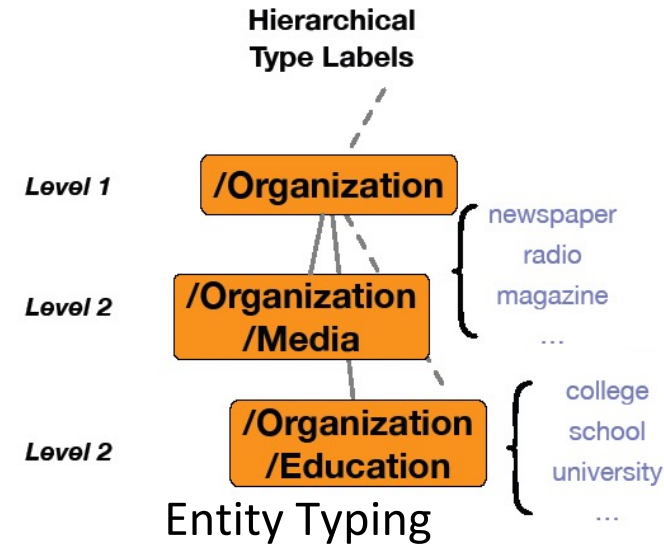 Hierarchical
Type Labels
Level 1
/Organization
newspaper
radio
magazine
...
Level 2
/Organization
/Media
college
school
university
...
Level 2
/Organization
/Education
Entity Typing